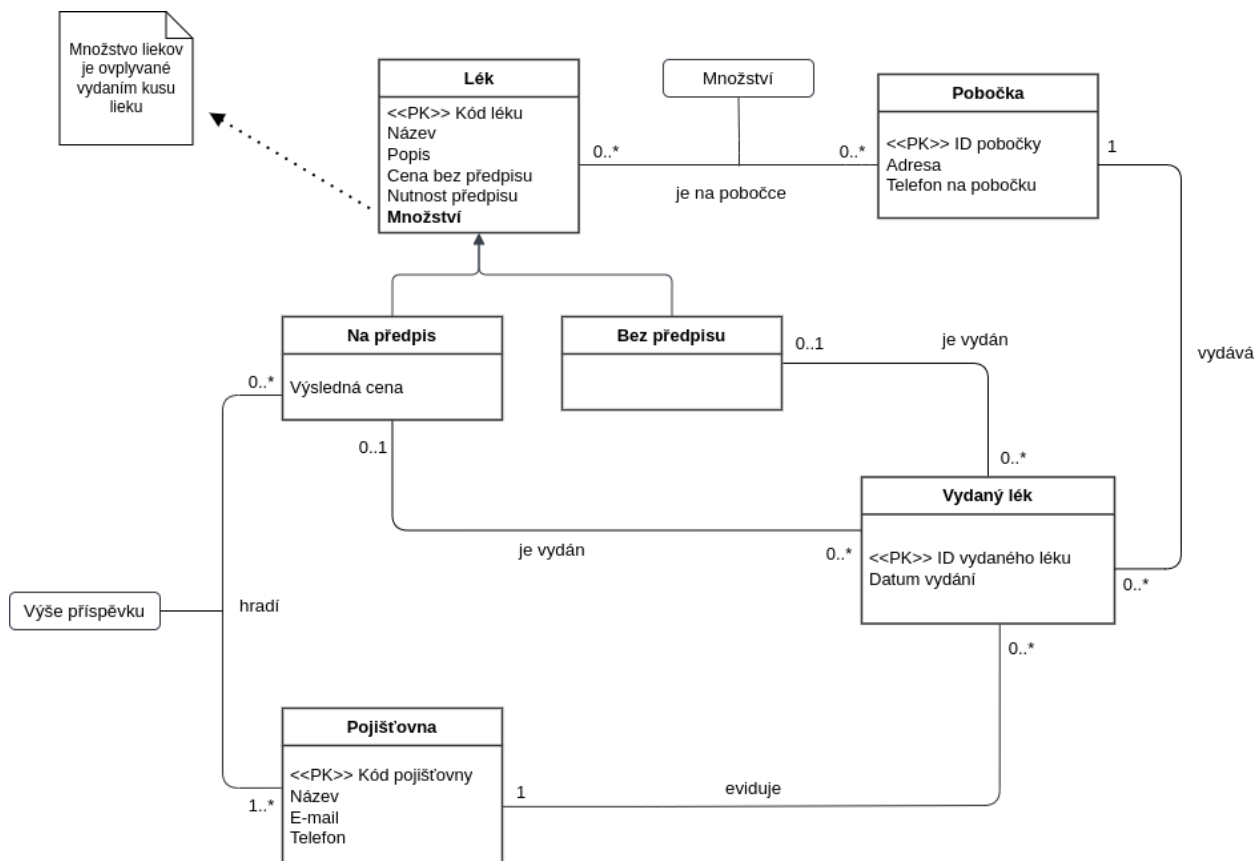 Množstvo liekov
je ovplyvané
vydaním kusu
lieku
Lék
<<PK>> Kód léku
Název
Popis
Cena bez předpisu
Nutnost předpisu
Množství
Množství
0..*
0..*
je na pobočce
Pobočka
<<PK>> ID pobočky
Adresa
Telefon na pobočku
1
vydává
Na předpis
Výsledná cena
0..*
0..1
Bez předpisu
0..1
je vydán
0..*
Vydaný lék
<<PK>> ID vydaného léku
Datum vydání
je vydán
0..*
0..*
0..*
Výše příspěvku
hradí
Pojišťovna
<<PK>> Kód pojišťovny
Název
E-mail
Telefon
1..*
1
eviduje